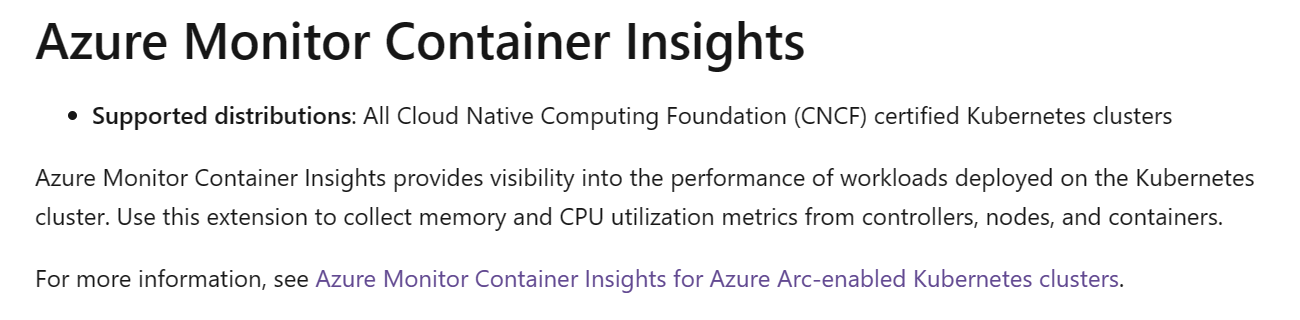 Azure Monitor Container Insights
• Supported distributions: All Cloud Native Computing Foundation (CNCF) certified Kubernetes clusters
Azure Monitor Container Insights provides visibility into the performance of workloads deployed on the Kubernetes
cluster. Use this extension to collect memory and CPU utilization metrics from controllers, nodes, and containers.
For more information, see Azure Monitor Container Insights for Azure Arc-enabled Kubernetes clusters.